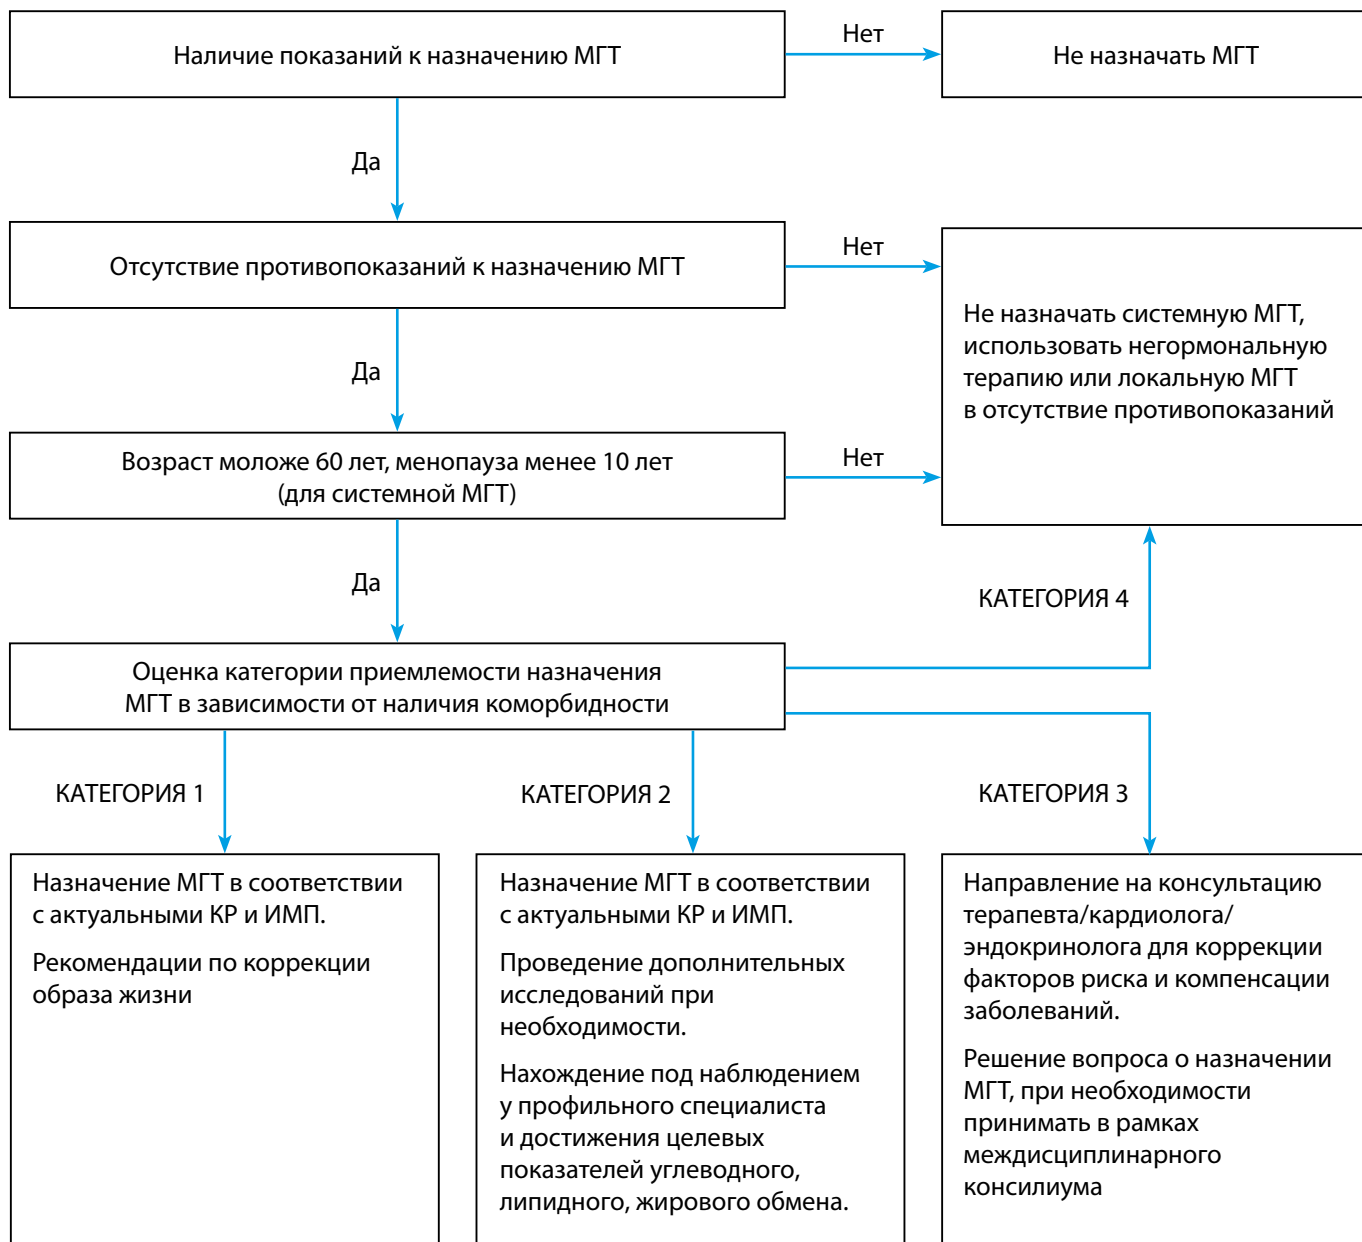 Наличие показаний к назначению МГТ
Нет
Не назначать МГТ
Да
Отсутствие противопоказаний к назначению МГТ
Нет
Не назначать системную МГТ,
использовать негормональную
терапию или локальную МГТ
в отсутствие противопоказаний
Да
Возраст моложе 60 лет, менопауза менее 10 лет
(для системной МГТ)
Нет
Да
КАТЕГОРИЯ 4
Оценка категории приемлемости назначения
МГТ в зависимости от наличия коморбидности
КАТЕГОРИЯ 1
КАТЕГОРИЯ 2
КАТЕГОРИЯ 3
Назначение МГТ в соответствии
с актуальными КР и ИМП.
Рекомендации по коррекции
образа жизни
Назначение МГТ в соответствии
с актуальными КР и ИМП.
Проведение дополнительных
исследований при
необходимости.
Нахождение под наблюдением
у профильного специалиста
и достижения целевых
показателей углеводного,
липидного, жирового обмена.
Направление на консультацию
терапевта/кардиолога/
эндокринолога для коррекции
факторов риска и компенсации
заболеваний.
Решение вопроса о назначении
МГТ, при необходимости
принимать в рамках
междисциплинарного
консилиума